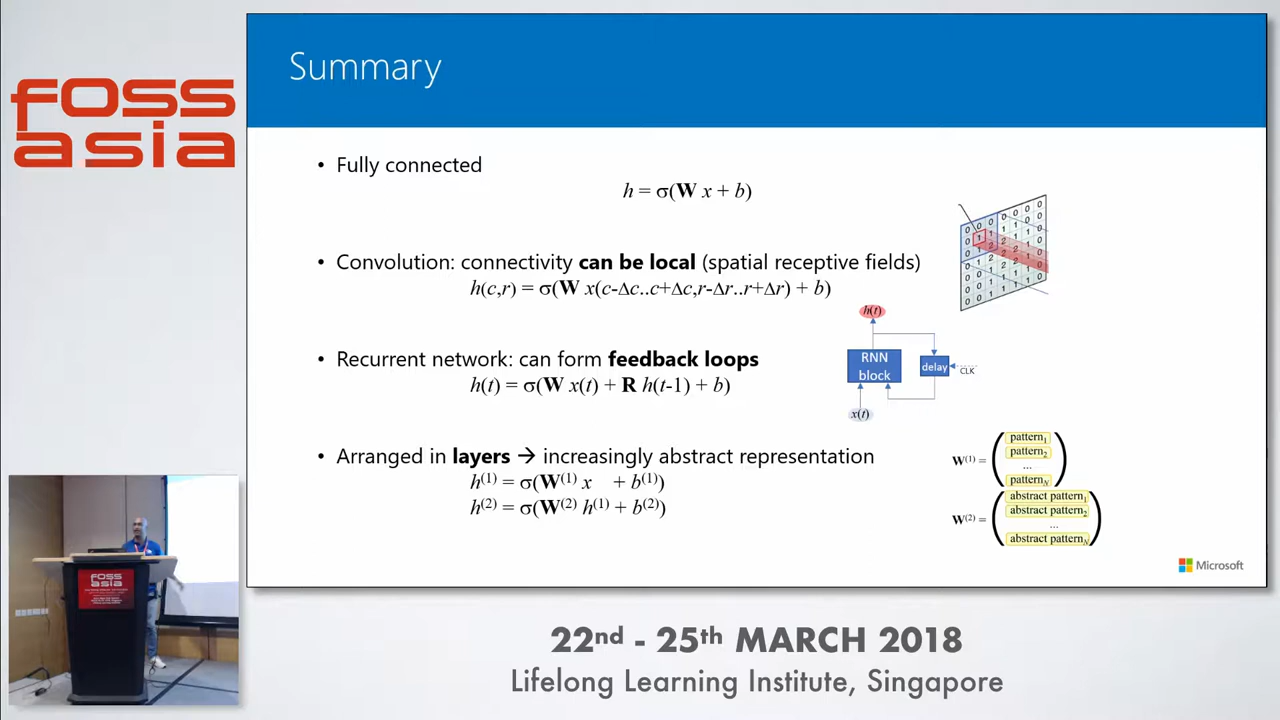 foss
asia
Summary
• Fully connected
h = σ(W x + b)
• Convolution: connectivity can be local (spatial receptive fields)
h(c,r) = σ(W x(c-Δc..c+Δc,r-Δr..r+Δr) + b)
h(t)
• Recurrent network: can form feedback loops
h(t) = σ(W x(t) + R h(t-1) + b)
RNN
block
delay
CLK
x(t)
• Arranged in layers → increasingly abstract representation
h(1) = σ(W(1) x + b(1))
h(2) = σ(W(2) h(1) + b(2))
W(1) =
pattern1
pattern2
...
patternN
W(2) =
abstract pattern1
abstract pattern2
...
abstract patternN
Microsoft
foss
asia
22nd - 25th MARCH 2018
Lifelong Learning Institute, Singapore